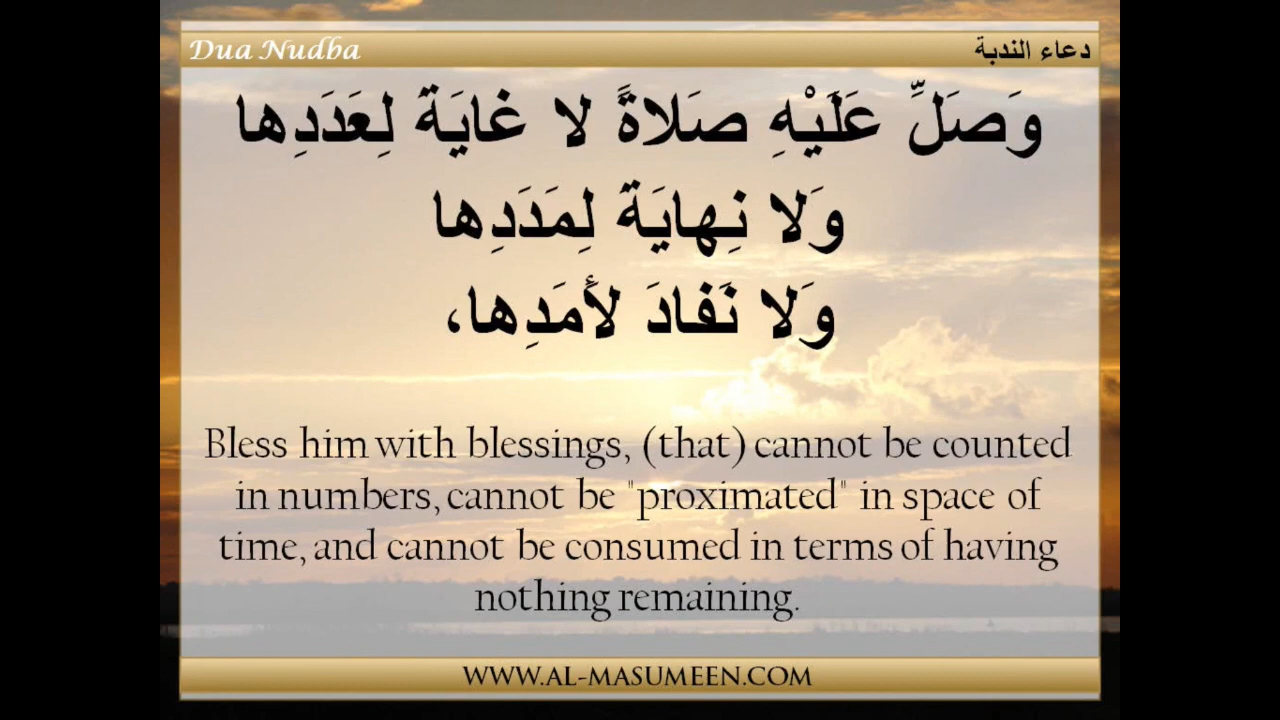 Dua Nudba
دعاء الندبة
وَصَلِّ عَلَيْهِ صَلاةً لا غايَة لِعَدَدِها
وَلا نِهايَة لِمَدَدِها
وَلا نَفادَ لأَمَدِها،
Bless him with blessings, (that) cannot be counted
in numbers, cannot be "proximated" in space of
time, and cannot be consumed in terms of having
nothing remaining.
WWW.AL-MASUMEEN.COM